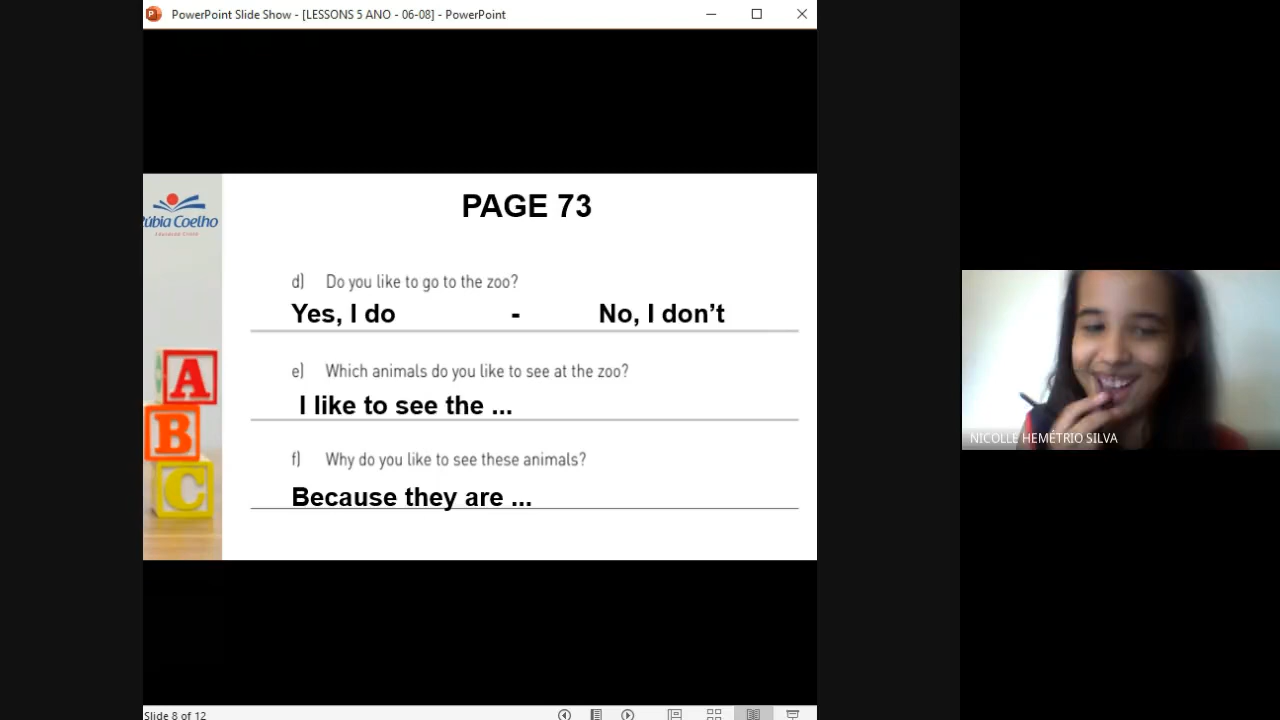 PowerPoint Slide Show - [LESSONS 5 ANO - 06-08] - PowerPoint
PAGE 73
úbia Coelho
d) Do you like to go to the zoo?
Yes, I do - No, I don't
e) Which animals do you like to see at the zoo?
I like to see the ...
f) Why do you like to see these animals?
Because they are ...
A
B
C
NICOLLE HEMÉTRIO SILVA
Slide 8 of 12